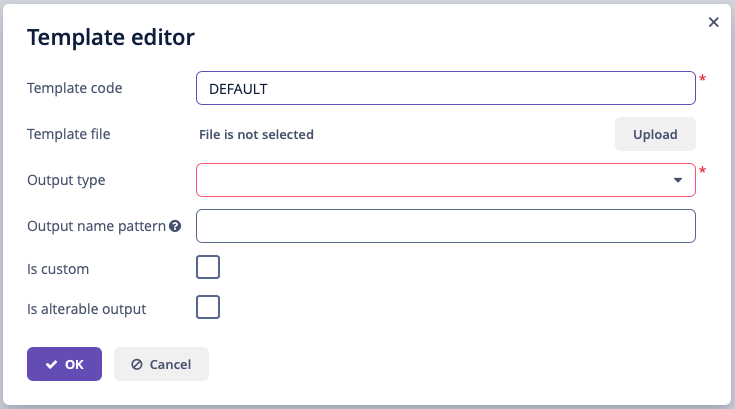 Template editor
Template code DEFAULT *
Template file File is not selected Upload
Output type *
Output name pattern ?
Is custom
Is alterable output
OK Cancel